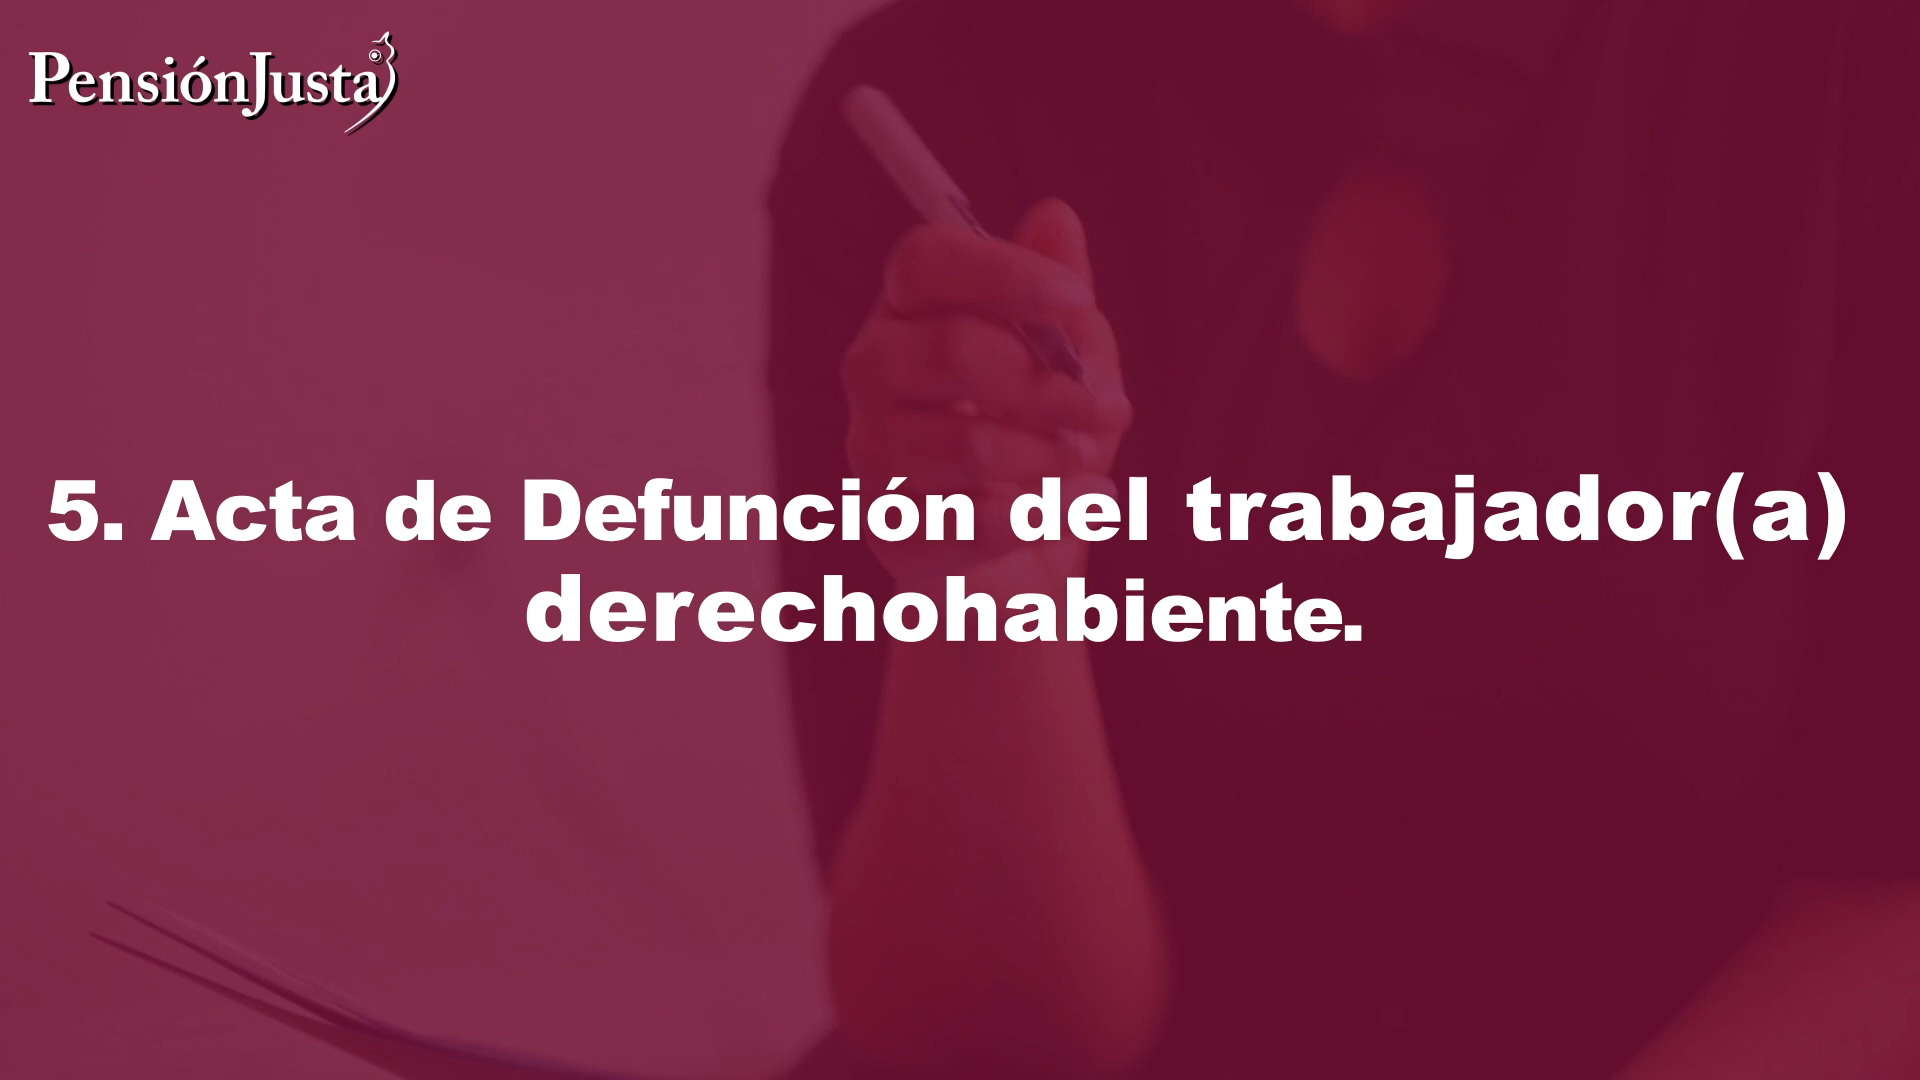 PensiónJusta
5. Acta de Defunción del trabajador(a)
derechohabiente.